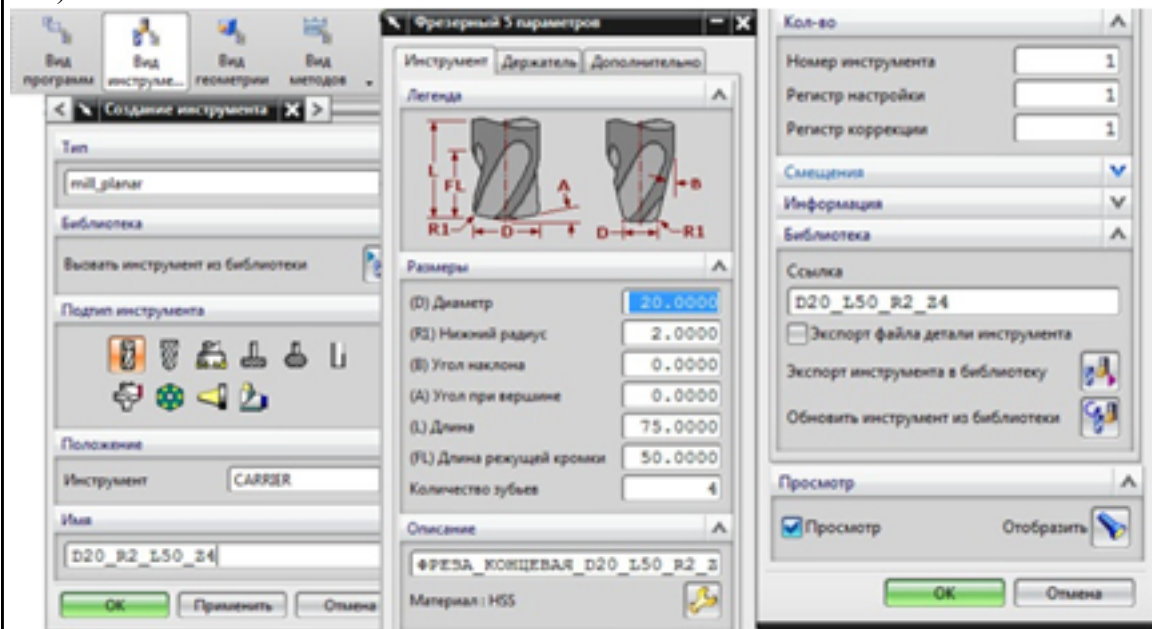 Вид программ
Вид инструме...
Вид геометрии
Вид методов
Создание инструмента
Тип
mill_planar
Библиотека
Вызвать инструмент из библиотеки
Подтип инструмента
Положение
Инструмент CARRIER
Имя
D20_R2_L50_Z4
ОК Применить Отмена
Фрезерный 5 параметров
Инструмент Держатель Дополнительно
Легенда
L FL A B
R1 D D R1
Размеры
(D) Диаметр 20.0000
(R1) Нижний радиус 2.0000
(B) Угол наклона 0.0000
(A) Угол при вершине 0.0000
(L) Длина 75.0000
(FL) Длина режущей кромки 50.0000
Количество зубьев 4
Описание
ФРЕЗА_КОНЦЕВАЯ_D20_L50_R2_Z
Материал : HSS
Кол-во
Номер инструмента 1
Регистр настройки 1
Регистр коррекции 1
Смещения
Информация
Библиотека
Ссылка
D20_L50_R2_Z4
Экспорт файла детали инструмента
Экспорт инструмента в библиотеку
Обновить инструмент из библиотеки
Просмотр
Просмотр Отобразить
ОК Отмена